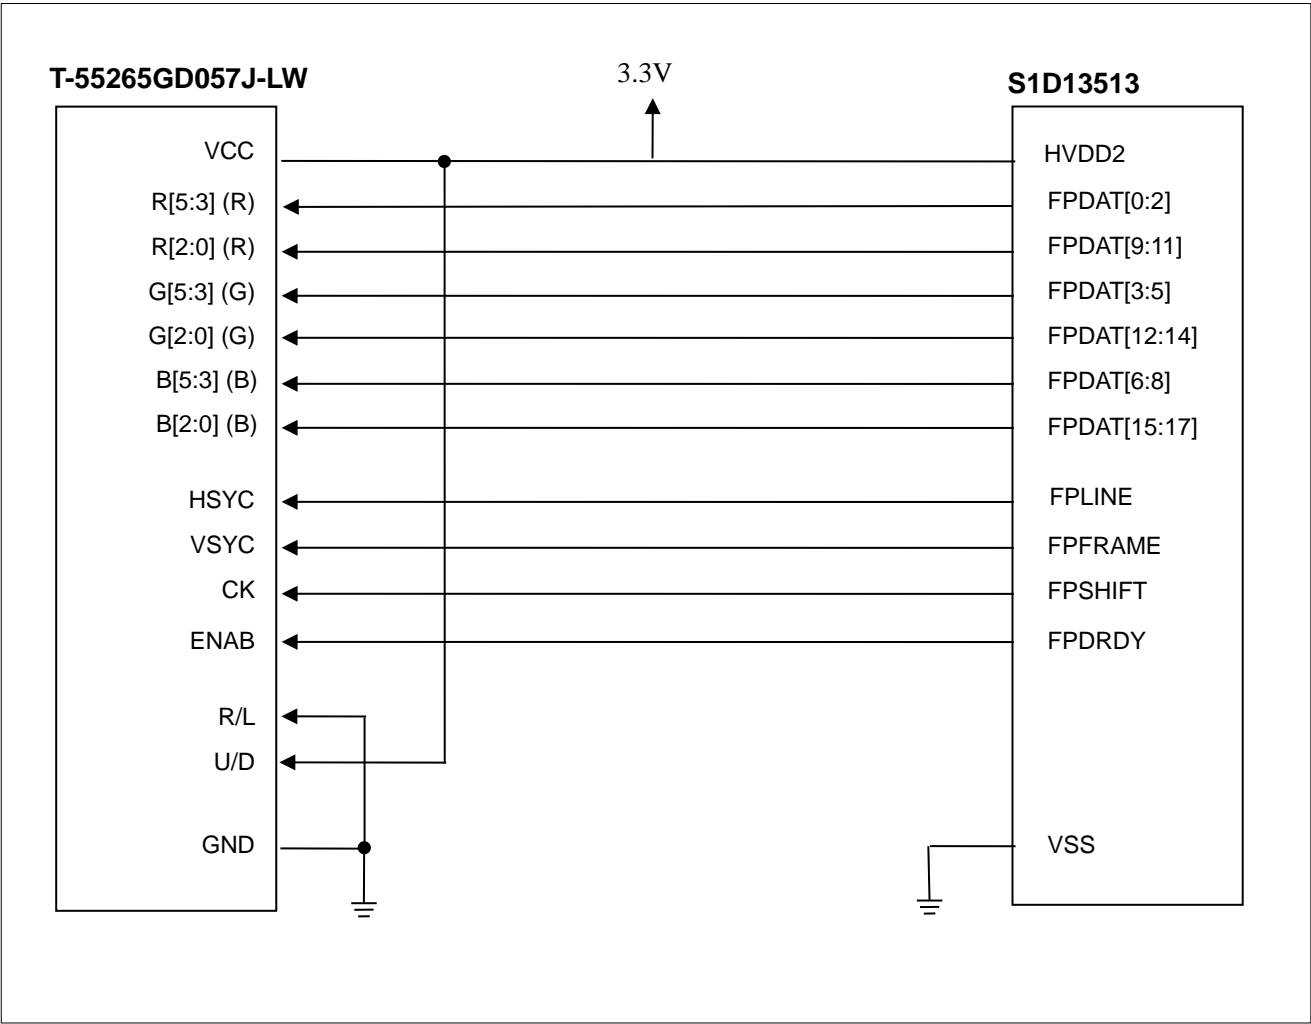 T-55265GD057J-LW
3.3V
S1D13513
VCC
HVDD2
R[5:3] (R)
FPDAT[0:2]
R[2:0] (R)
FPDAT[9:11]
G[5:3] (G)
FPDAT[3:5]
G[2:0] (G)
FPDAT[12:14]
B[5:3] (B)
FPDAT[6:8]
B[2:0] (B)
FPDAT[15:17]
HSYC
FPLINE
VSYC
FPFRAME
CK
FPSHIFT
ENAB
FPDRDY
R/L
U/D
GND
VSS